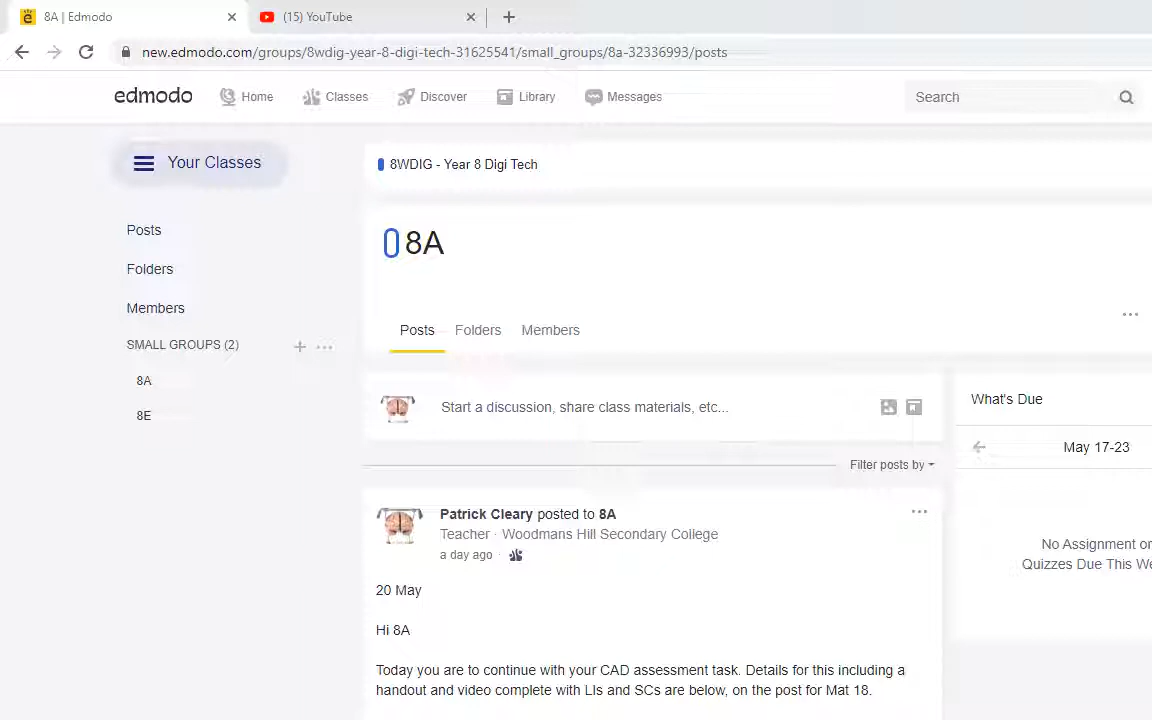 8A | Edmodo
(15) YouTube
new.edmodo.com/groups/8wdig-year-8-digi-tech-31625541/small_groups/8a-32336993/posts
edmodo Home Classes Discover Library Messages Search
Your Classes
8WDIG - Year 8 Digi Tech
Posts
Folders
Members
SMALL GROUPS (2)
8A
8E
8A
Posts Folders Members
Start a discussion, share class materials, etc...
What's Due
May 17-23
No Assignment or
Quizzes Due This We
Filter posts by
Patrick Cleary posted to 8A
Teacher · Woodmans Hill Secondary College
a day ago ·
20 May
Hi 8A
Today you are to continue with your CAD assessment task. Details for this including a
handout and video complete with LIs and SCs are below, on the post for Mat 18.